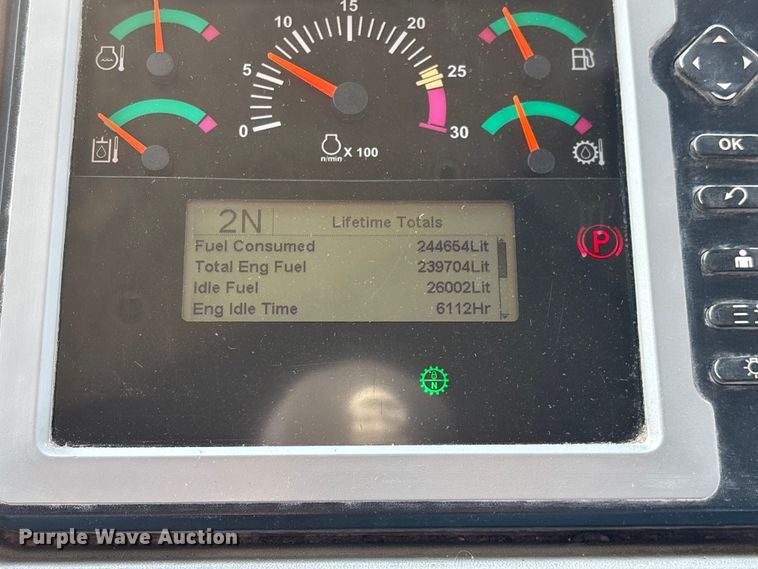 15
10
20
5
25
0
30
n/min X 100
OK
2N Lifetime Totals
Fuel Consumed 244654Lit
Total Eng Fuel 239704Lit
Idle Fuel 26002Lit
Eng Idle Time 6112Hr
P
N
Purple Wave Auction